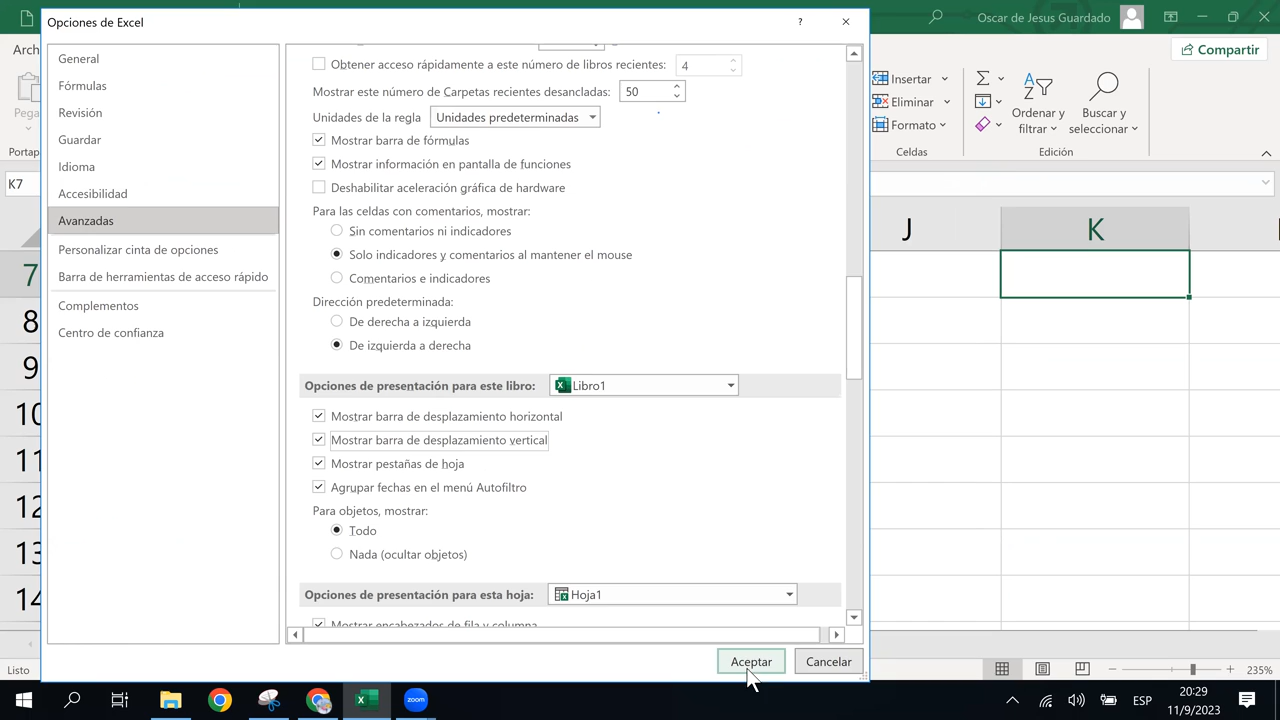 Opciones de Excel
?
Oscar de Jesus Guardado
Arch
Compartir
General
Fórmulas
Revisión
Guardar
Idioma
Accesibilidad
Avanzadas
Personalizar cinta de opciones
Barra de herramientas de acceso rápido
Complementos
Centro de confianza
Obtener acceso rápidamente a este número de libros recientes: 4
Mostrar este número de Carpetas recientes desancladas: 50
Unidades de la regla Unidades predeterminadas
Mostrar barra de fórmulas
Mostrar información en pantalla de funciones
Deshabilitar aceleración gráfica de hardware
Para las celdas con comentarios, mostrar:
Sin comentarios ni indicadores
Solo indicadores y comentarios al mantener el mouse
Comentarios e indicadores
Dirección predeterminada:
De derecha a izquierda
De izquierda a derecha
Opciones de presentación para este libro: Libro1
Mostrar barra de desplazamiento horizontal
Mostrar barra de desplazamiento vertical
Mostrar pestañas de hoja
Agrupar fechas en el menú Autofiltro
Para objetos, mostrar:
Todo
Nada (ocultar objetos)
Opciones de presentación para esta hoja: Hoja1
Mostrar encabezados de fila y columna
Aceptar
Cancelar
Pega
Portap
Insertar
Eliminar
Formato
Celdas
Ordenar y
filtrar
Buscar y
seleccionar
Edición
K7
J
K
7
8
9
10
11
12
13
14
Listo
235%
zoom
ESP
20:29
11/9/2023